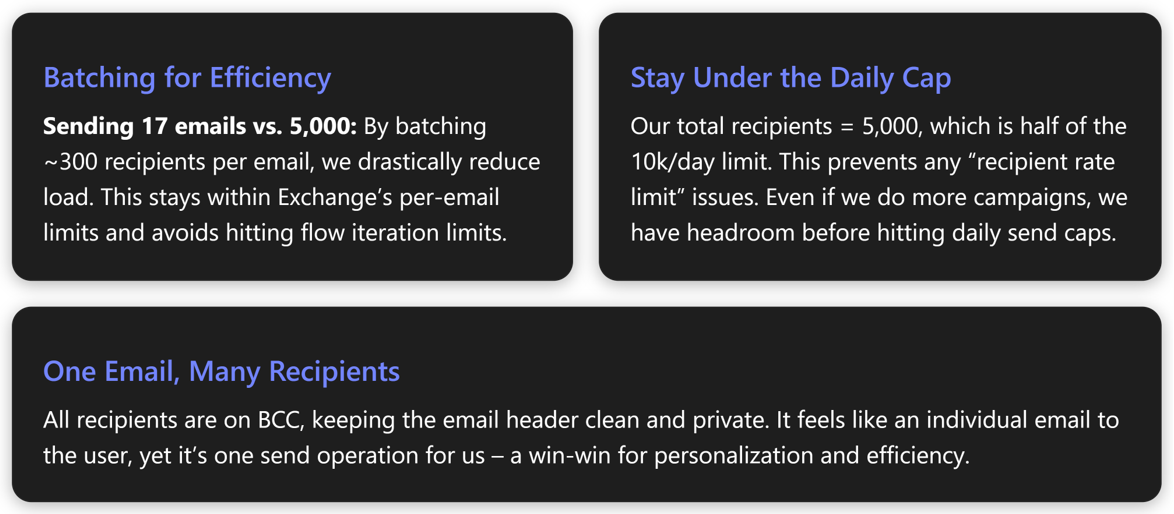 Batching for Efficiency
Sending 17 emails vs. 5,000: By batching
~300 recipients per email, we drastically reduce
load. This stays within Exchange’s per-email
limits and avoids hitting flow iteration limits.
Stay Under the Daily Cap
Our total recipients = 5,000, which is half of the
10k/day limit. This prevents any “recipient rate
limit” issues. Even if we do more campaigns, we
have headroom before hitting daily send caps.
One Email, Many Recipients
All recipients are on BCC, keeping the email header clean and private. It feels like an individual email to
the user, yet it’s one send operation for us – a win-win for personalization and efficiency.